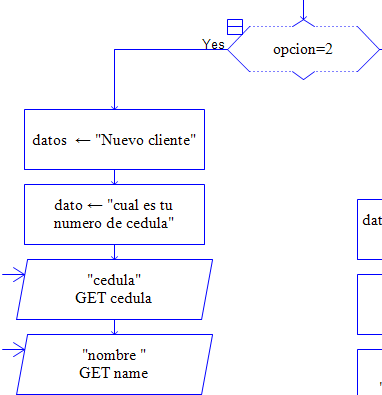 Yes
opcion=2
datos ← "Nuevo cliente"
dato ← "cual es tu
numero de cedula"
dat
"cedula"
GET cedula
"nombre "
GET name
"